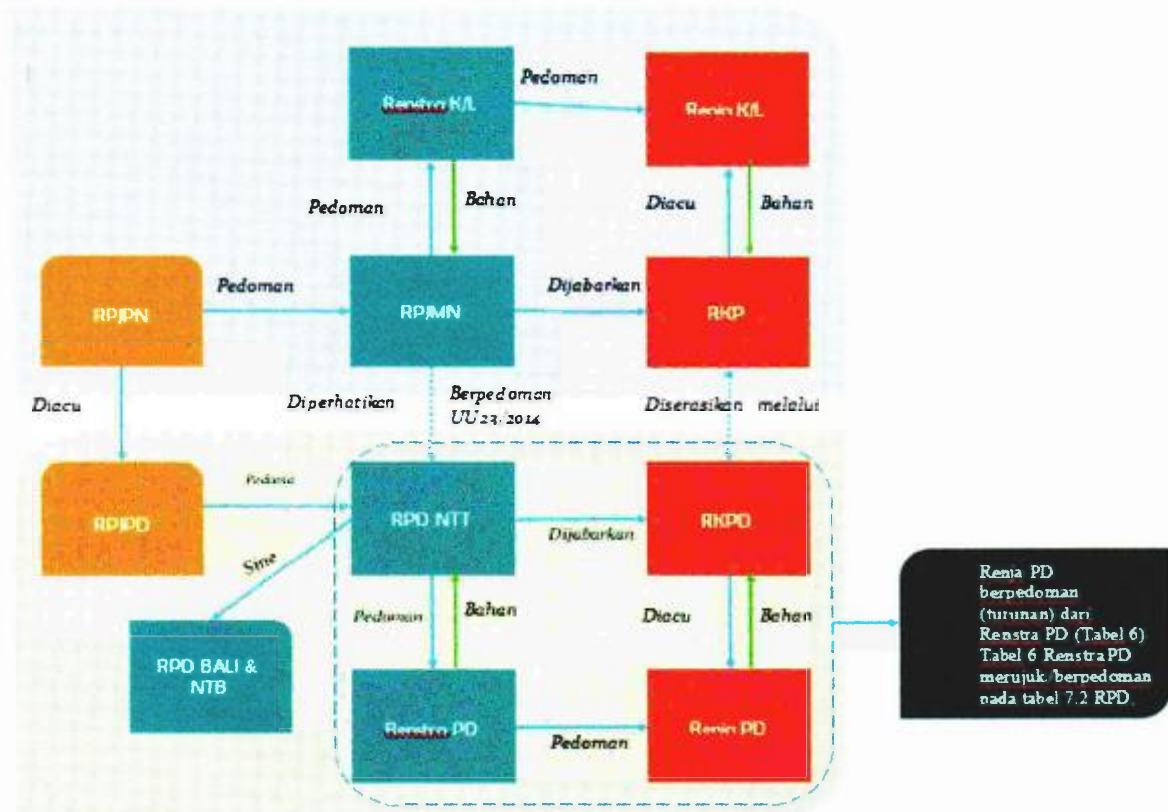 Renstra K/L
Pedoman
Renja K/L
Pedoman
Bahan
Diacu
Bahan
RPJPN
Pedoman
RPJMN
Dijabarkan
RKP
Diacu
Diperhatikan
Berpedoman
UU 23/2014
Diserasikan melalui
RPJPD
RPD NTT
Dijabarkan
RKPD
Pedoman
Bahan
Diacu
Bahan
RPD BALI &
NTB
Renstra PD
Pedoman
Renja PD
Renja PD
berpedoman
(turunan) dari
Renstra PD (Tabel 6)
Tabel 6 Renstra PD
merujuk/berpedoman
pada tabel 7.2 RPD